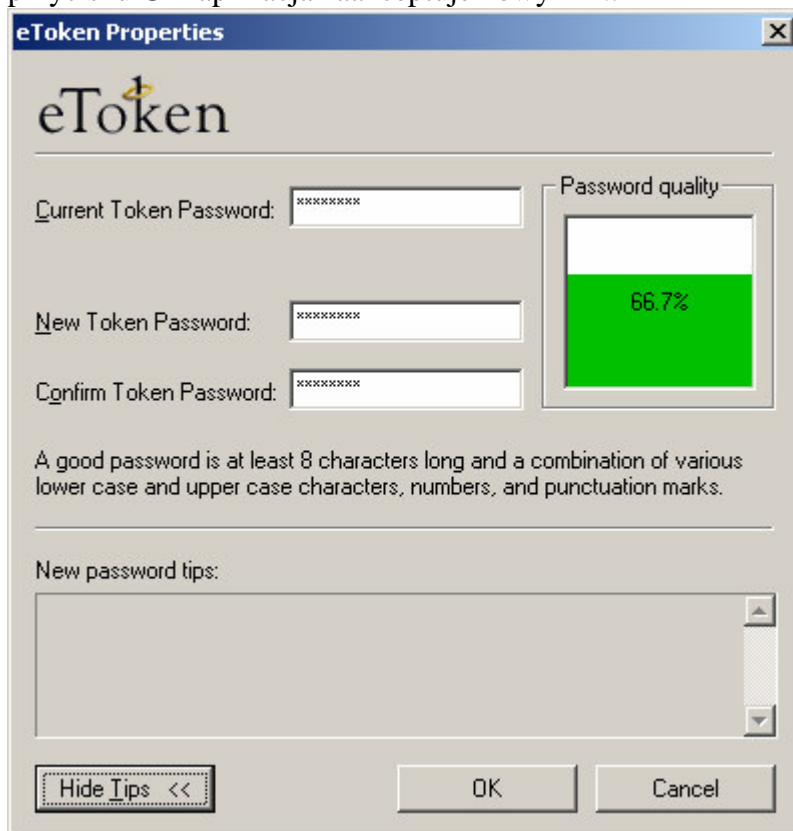 eToken Properties
eToken
Current Token Password: ********
Password quality
66.7%
New Token Password: ********
Confirm Token Password: ********
A good password is at least 8 characters long and a combination of various
lower case and upper case characters, numbers, and punctuation marks.
New password tips:
Hide Tips <<
OK
Cancel